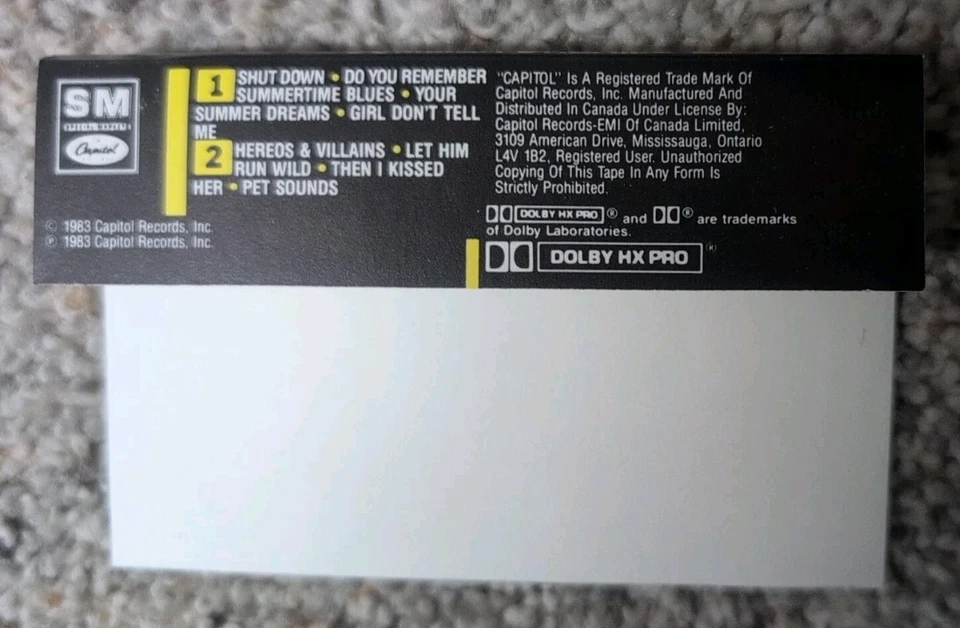 SM
SPECIAL MARKETS
Capitol
© 1983 Capitol Records, Inc.
℗ 1983 Capitol Records, Inc.
1 SHUT DOWN • DO YOU REMEMBER
SUMMERTIME BLUES • YOUR
SUMMER DREAMS • GIRL DON'T TELL
ME
2 HEREOS & VILLAINS • LET HIM
RUN WILD • THEN I KISSED
HER • PET SOUNDS
"CAPITOL" Is A Registered Trade Mark Of
Capitol Records, Inc. Manufactured And
Distributed In Canada Under License By:
Capitol Records-EMI Of Canada Limited,
3109 American Drive, Mississauga, Ontario
L4V 1B2, Registered User. Unauthorized
Copying Of This Tape In Any Form Is
Strictly Prohibited.
DOLBY HX PRO ® and ® are trademarks
of Dolby Laboratories.
DOLBY HX PRO ®